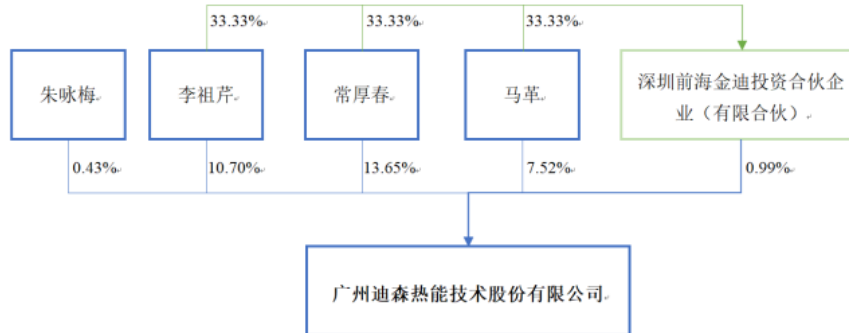 33.33% 33.33% 33.33%
朱咏梅 李祖芹 常厚春 马革 深圳前海金迪投资合伙企
业（有限合伙）
0.43% 10.70% 13.65% 7.52% 0.99%
广州迪森热能技术股份有限公司